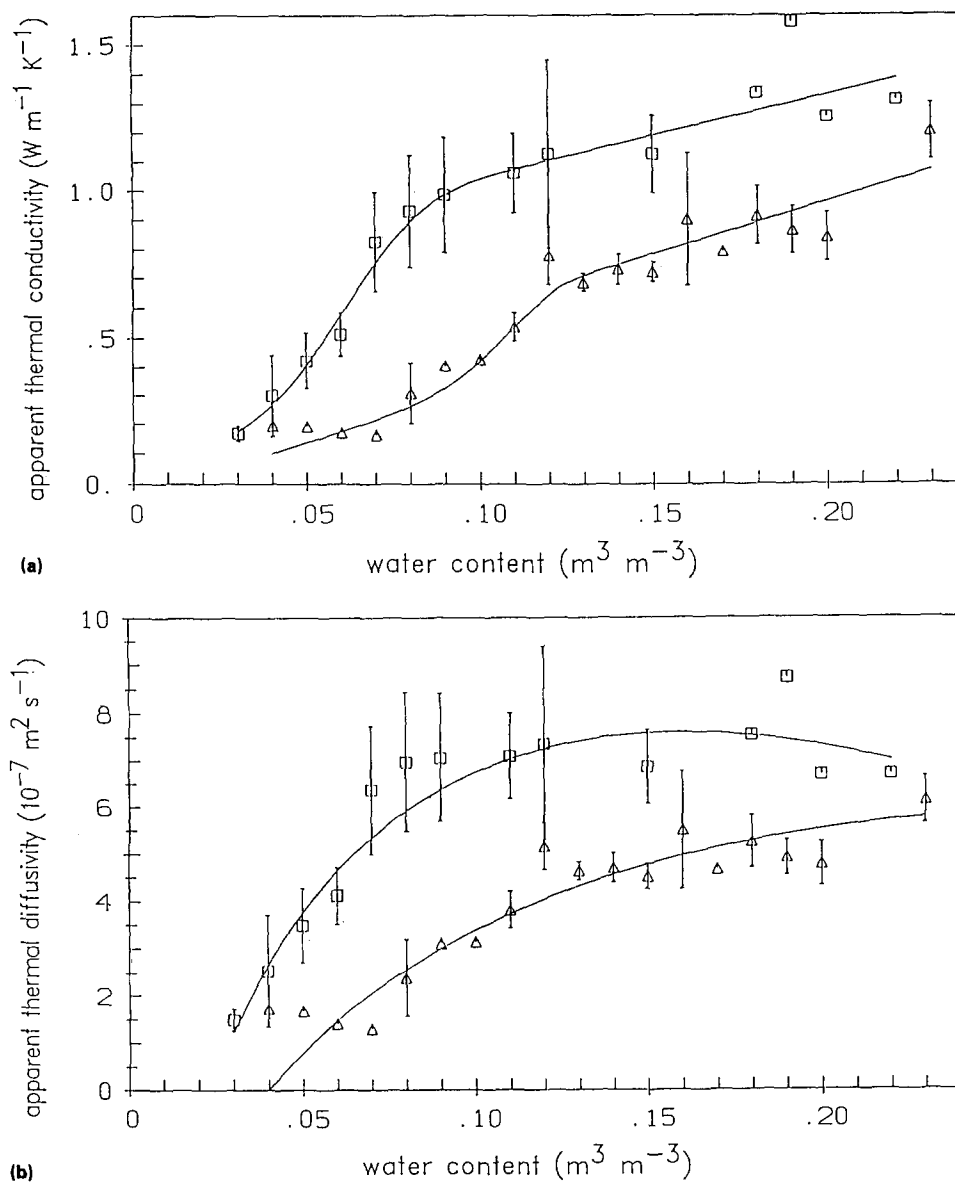 1.5
1.0
.5
0.
apparent thermal conductivity (W m−1 K−1)
0 .05 .10 .15 .20
water content (m3 m−3)
(a)
10
8
6
4
2
0
apparent thermal diffusivity (10−7 m2 s−1)
0 .05 .10 .15 .20
water content (m3 m−3)
(b)